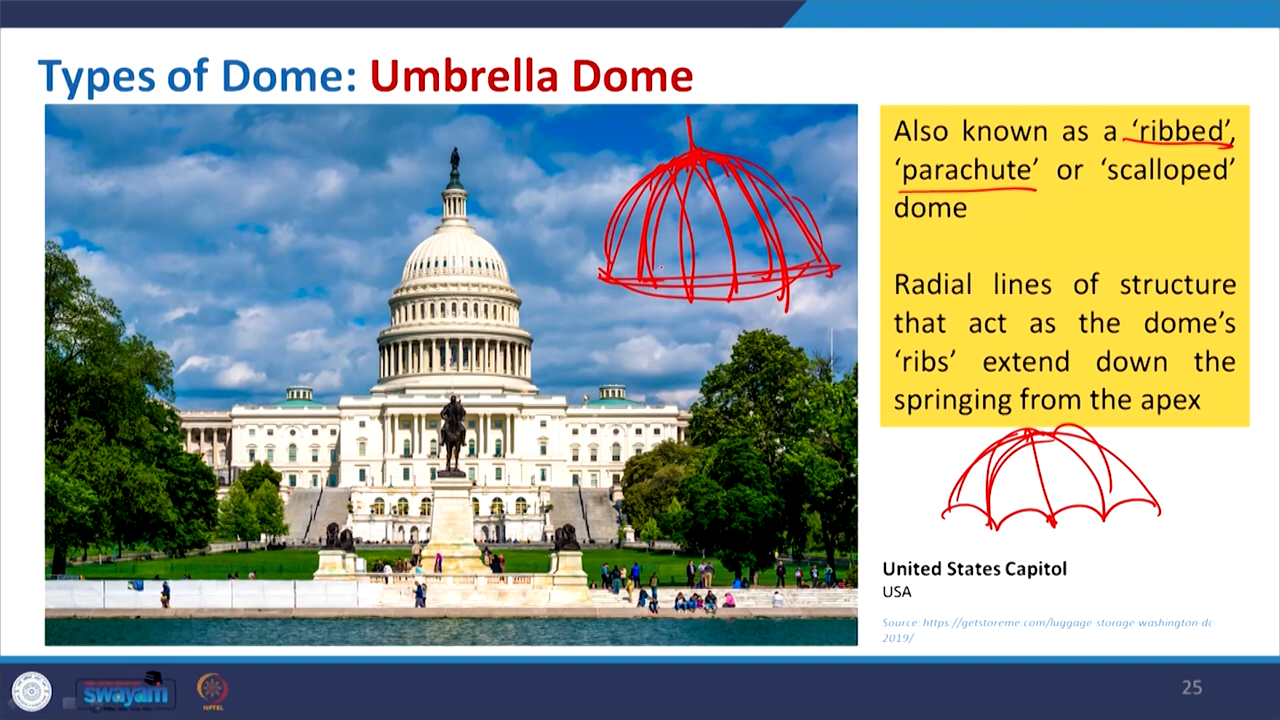 Types of Dome: Umbrella Dome
Also known as a ‘ribbed’,
‘parachute’ or ‘scalloped’
dome
Radial lines of structure
that act as the dome’s
‘ribs’ extend down the
springing from the apex
United States Capitol
USA
Source: https://getstoreme.com/luggage-storage-washington-dc-
2019/
swayam
NPTEL
25